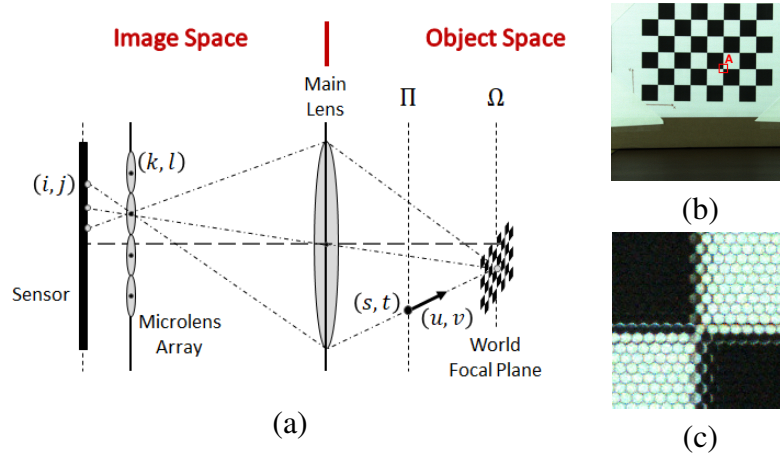 Image Space
Object Space
Main
Lens
Π
Ω
(k, l)
(i, j)
(s, t)
(u, v)
Sensor
Microlens
Array
World
Focal Plane
(a)
A
(b)
(c)